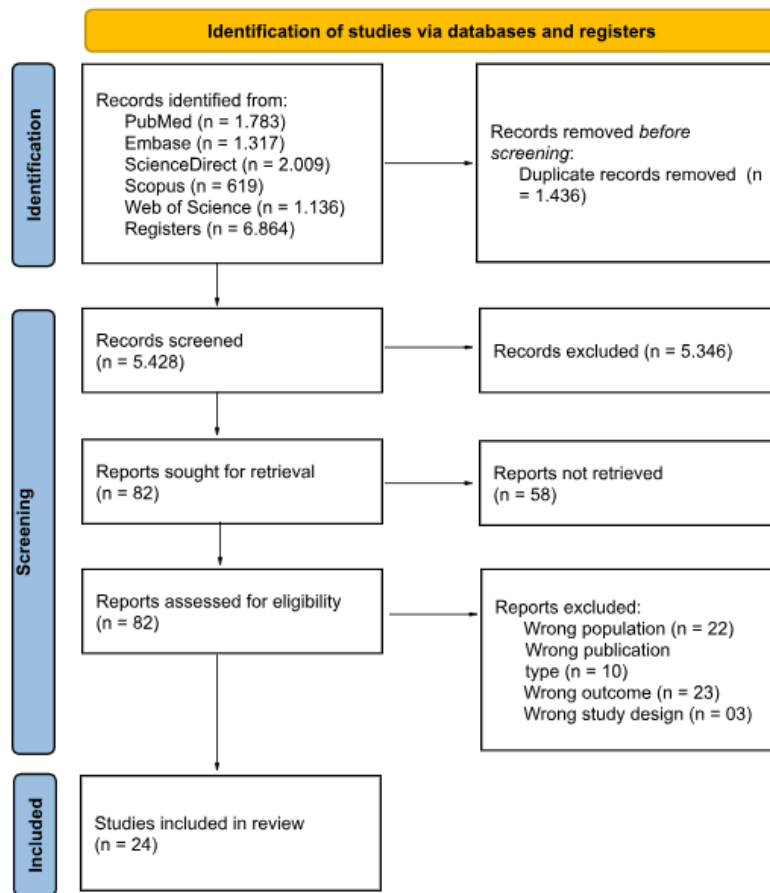 Identification of studies via databases and registers
Identification
Records identified from:
PubMed (n = 1.783)
Embase (n = 1.317)
ScienceDirect (n = 2.009)
Scopus (n = 619)
Web of Science (n = 1.136)
Registers (n = 6.864)
Records removed before
screening:
Duplicate records removed (n
= 1.436)
Screening
Records screened
(n = 5.428)
Records excluded (n = 5.346)
Reports sought for retrieval
(n = 82)
Reports not retrieved
(n = 58)
Reports assessed for eligibility
(n = 82)
Reports excluded:
Wrong population (n = 22)
Wrong publication
type (n = 10)
Wrong outcome (n = 23)
Wrong study design (n = 03)
Included
Studies included in review
(n = 24)